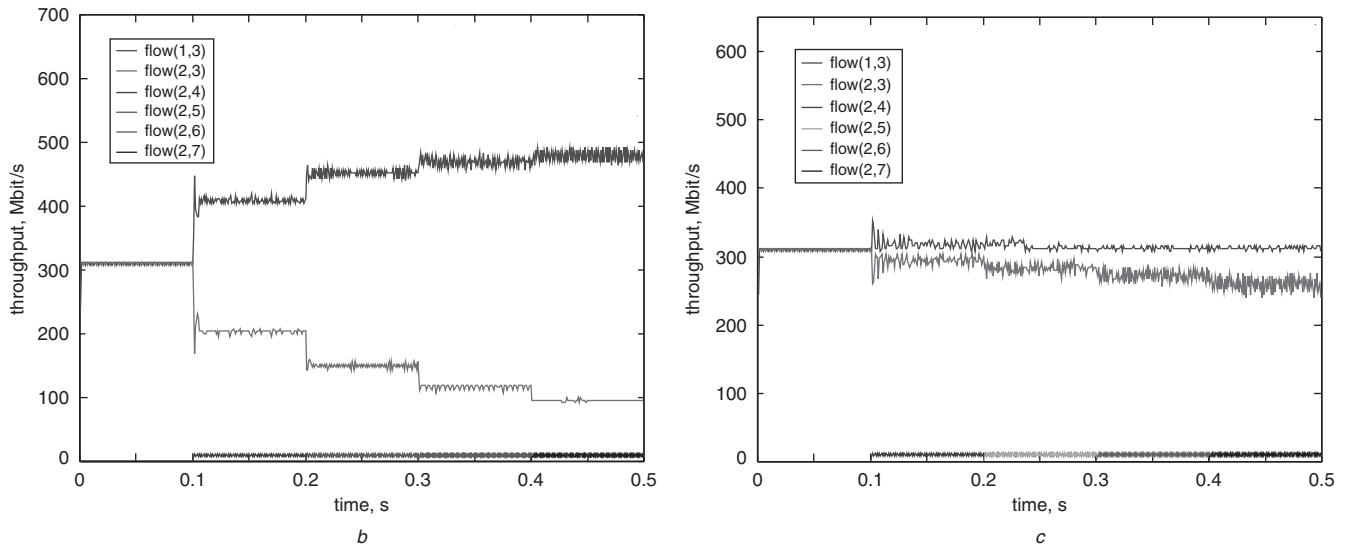 700
600
500
400
300
200
100
0
throughput, Mbit/s
flow(1,3)
flow(2,3)
flow(2,4)
flow(2,5)
flow(2,6)
flow(2,7)
0 0.1 0.2 0.3 0.4 0.5
time, s
b
600
500
400
300
200
100
0
throughput, Mbit/s
flow(1,3)
flow(2,3)
flow(2,4)
flow(2,5)
flow(2,6)
flow(2,7)
0 0.1 0.2 0.3 0.4 0.5
time, s
c